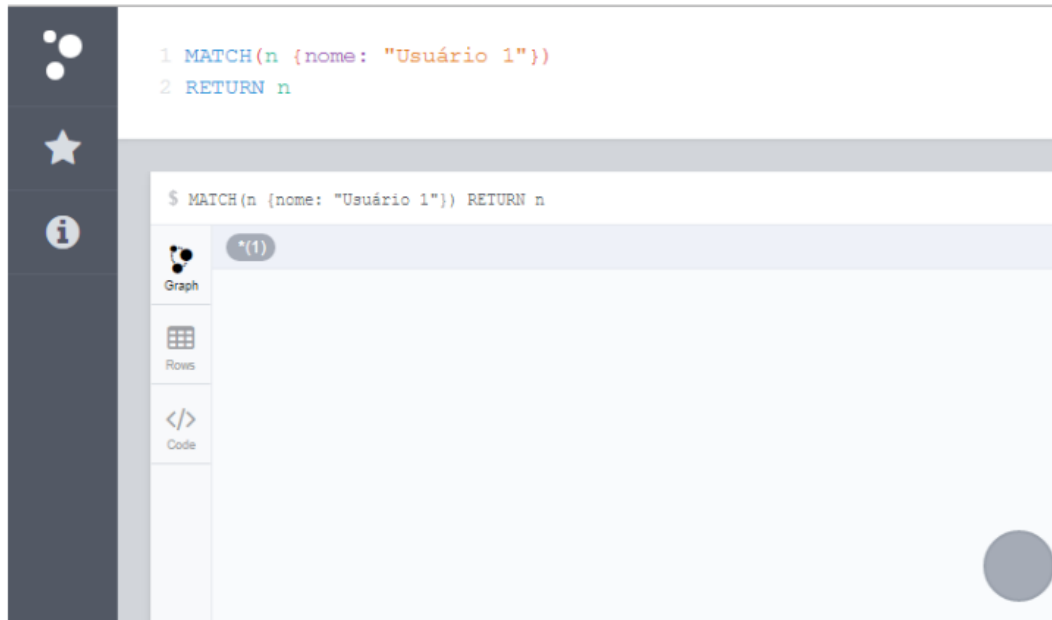 1 MATCH(n {nome: "Usuário 1"})
2 RETURN n
$ MATCH(n {nome: "Usuário 1"}) RETURN n
*(1)
Graph
Rows
</>
Code